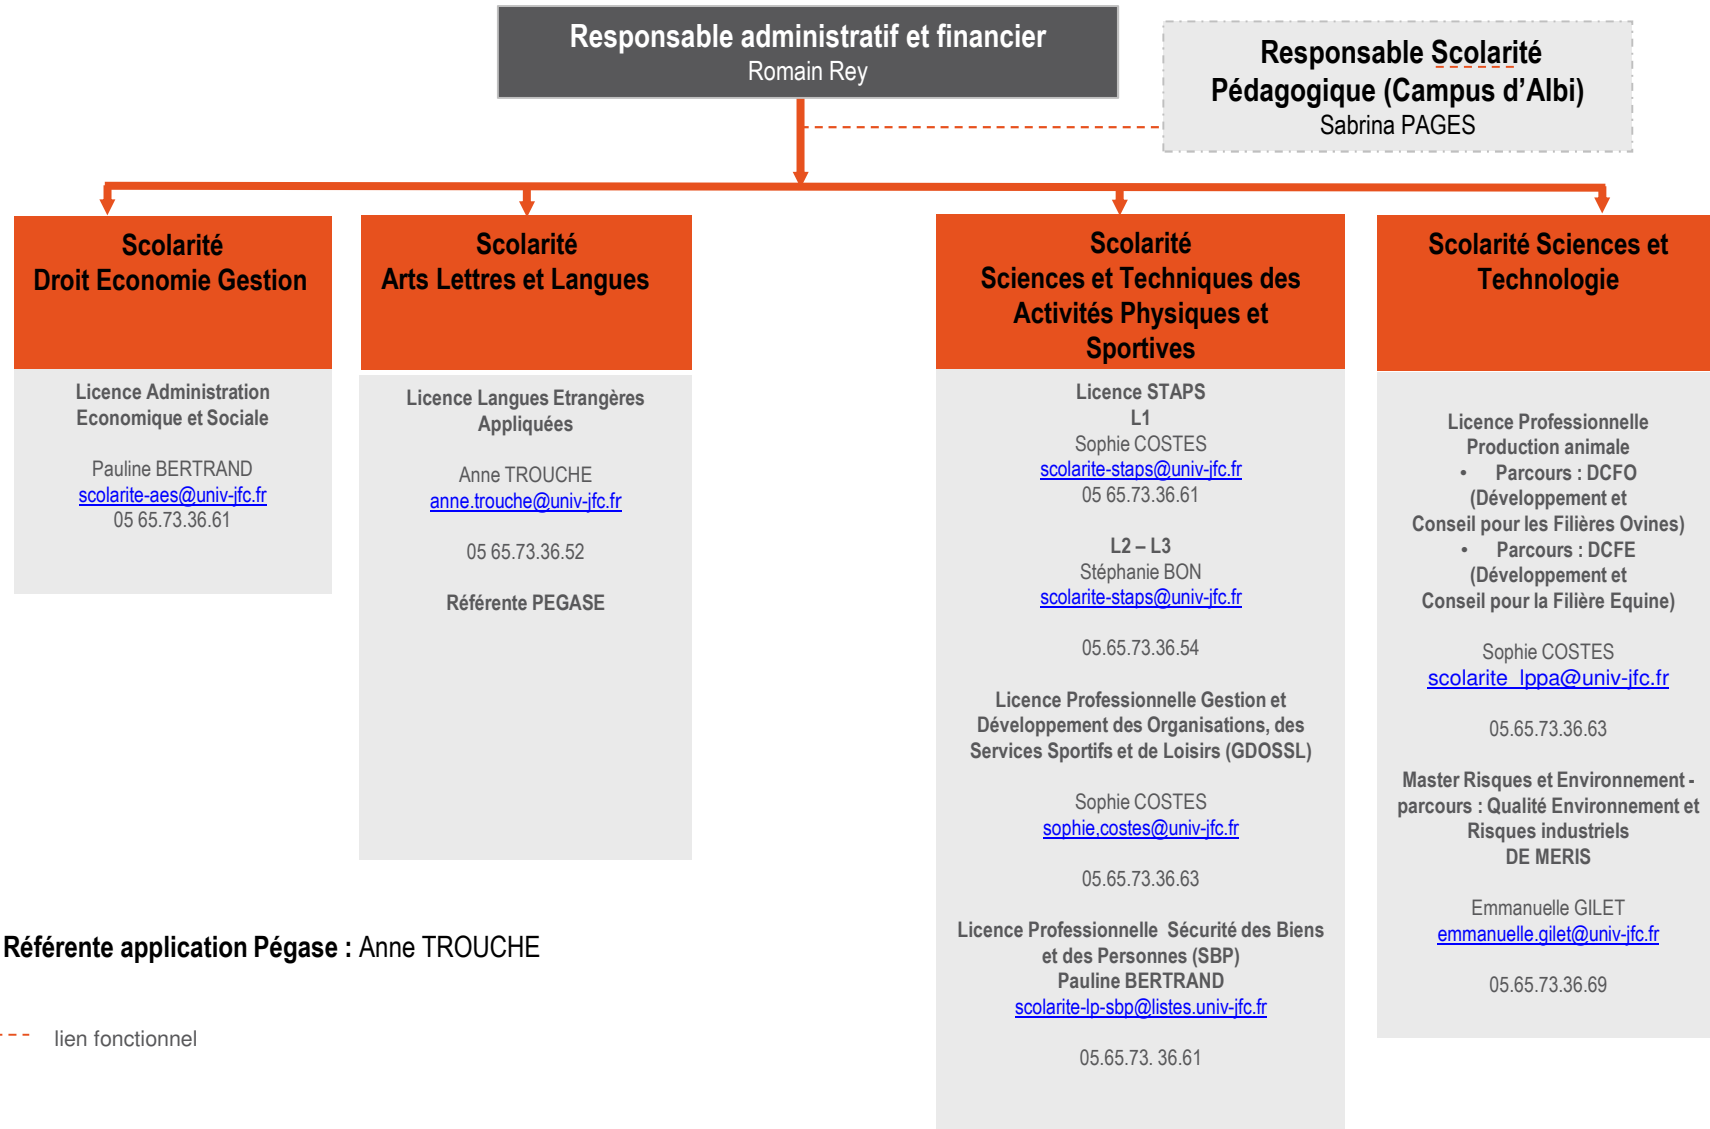 Responsable administratif et financier
Romain Rey
Responsable Scolarité
Pédagogique (Campus d’Albi)
Sabrina PAGES
Scolarité
Droit Economie Gestion
Licence Administration
Economique et Sociale
Pauline BERTRAND
scolarite-aes@univ-jfc.fr
05 65.73.36.61
Scolarité
Arts Lettres et Langues
Licence Langues Etrangères
Appliquées
Anne TROUCHE
anne.trouche@univ-jfc.fr
05 65.73.36.52
Référente PEGASE
Scolarité
Sciences et Techniques des
Activités Physiques et
Sportives
Licence STAPS
L1
Sophie COSTES
scolarite-staps@univ-jfc.fr
05 65.73.36.61
L2 – L3
Stéphanie BON
scolarite-staps@univ-jfc.fr
05.65.73.36.54
Licence Professionnelle Gestion et
Développement des Organisations, des
Services Sportifs et de Loisirs (GDOSSL)
Sophie COSTES
sophie,costes@univ-jfc.fr
05.65.73.36.63
Licence Professionnelle Sécurité des Biens
et des Personnes (SBP)
Pauline BERTRAND
scolarite-lp-sbp@listes.univ-jfc.fr
05.65.73. 36.61
Scolarité Sciences et
Technologie
Licence Professionnelle
Production animale
• Parcours : DCFO
(Développement et
Conseil pour les Filières Ovines)
• Parcours : DCFE
(Développement et
Conseil pour la Filière Equine)
Sophie COSTES
scolarite_lppa@univ-jfc.fr
05.65.73.36.63
Master Risques et Environnement -
parcours : Qualité Environnement et
Risques industriels
DE MERIS
Emmanuelle GILET
emmanuelle.gilet@univ-jfc.fr
05.65.73.36.69
Référente application Pégase : Anne TROUCHE
lien fonctionnel